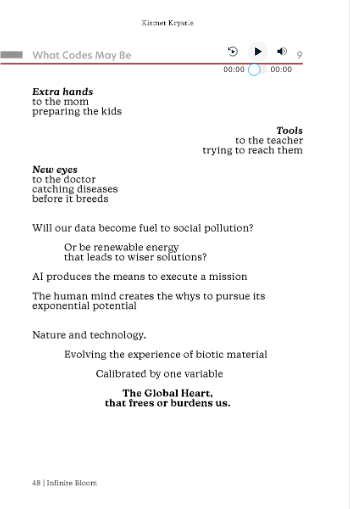 Kismet Krystle
What Codes May Be
9
00:00
00:00
Extra hands
to the mom
preparing the kids
Tools
to the teacher
trying to reach them
New eyes
to the doctor
catching diseases
before it breeds
Will our data become fuel to social pollution?
Or be renewable energy
that leads to wiser solutions?
AI produces the means to execute a mission
The human mind creates the whys to pursue its
exponential potential
Nature and technology.
Evolving the experience of biotic material
Calibrated by one variable
The Global Heart,
that frees or burdens us.
48 | Infinite Bloom